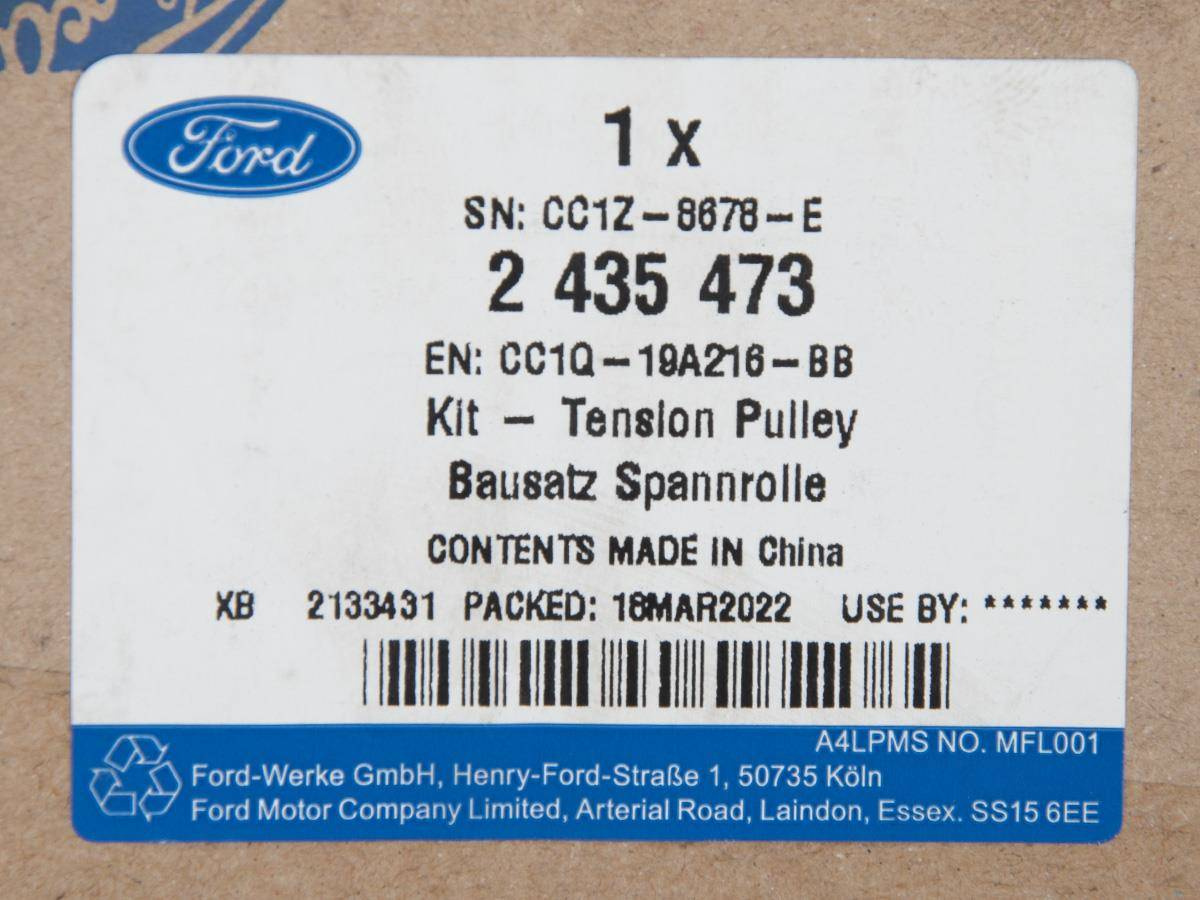 Ford
1 x
SN: CC1Z-8678-E
2 435 473
EN: CC1Q-19A216-BB
Kit - Tension Pulley
Bausatz Spannrolle
CONTENTS MADE IN China
XB 2133431 PACKED: 18MAR2022 USE BY: *******
A4LPMS NO. MFL001
Ford-Werke GmbH, Henry-Ford-Straße 1, 50735 Köln
Ford Motor Company Limited, Arterial Road, Laindon, Essex. SS15 6EE